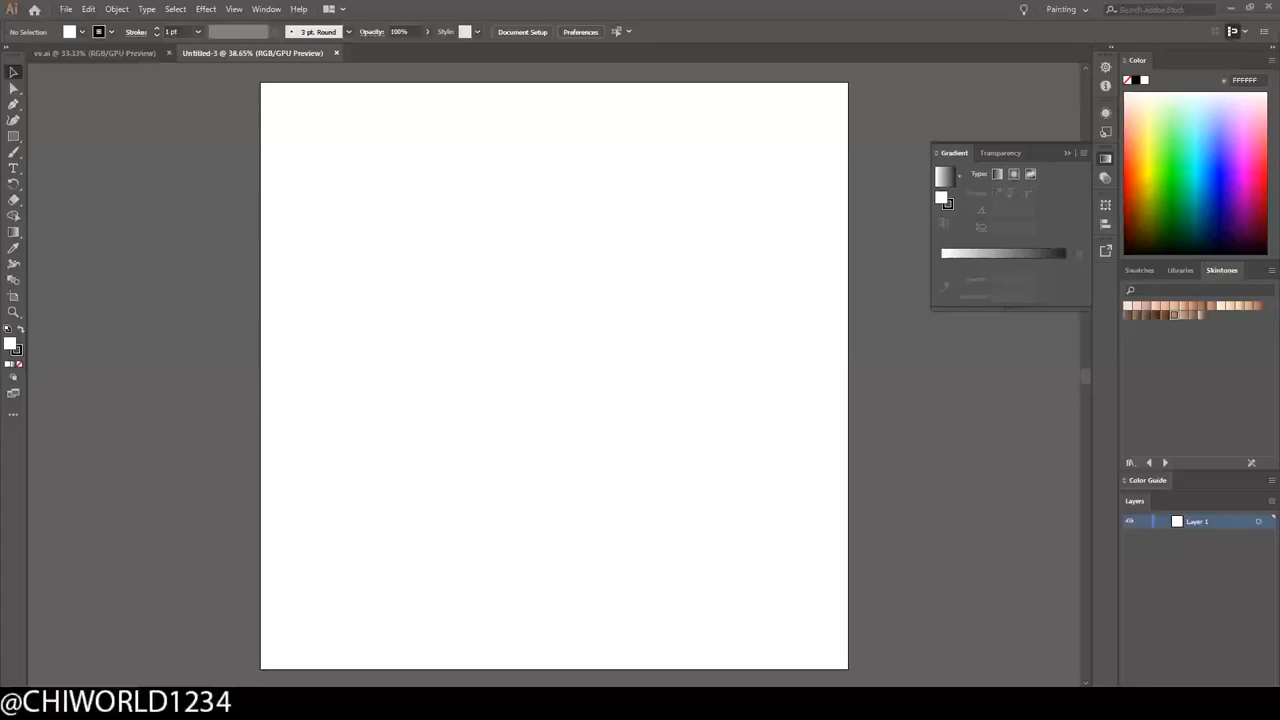 Ai File Edit Object Type Select Effect View Window Help Painting Search Adobe Stock
No Selection Stroke: 1 pt 3 pt. Round Opacity: 100% Style: Document Setup Preferences
vv.ai @ 33.33% (RGB/GPU Preview) × Untitled-3 @ 38.65% (RGB/GPU Preview) ×
Color
FFFFFF
Gradient Transparency
Type:
Swatches Libraries Skintones
Color Guide
Layers
Layer 1
@CHIWORLD1234